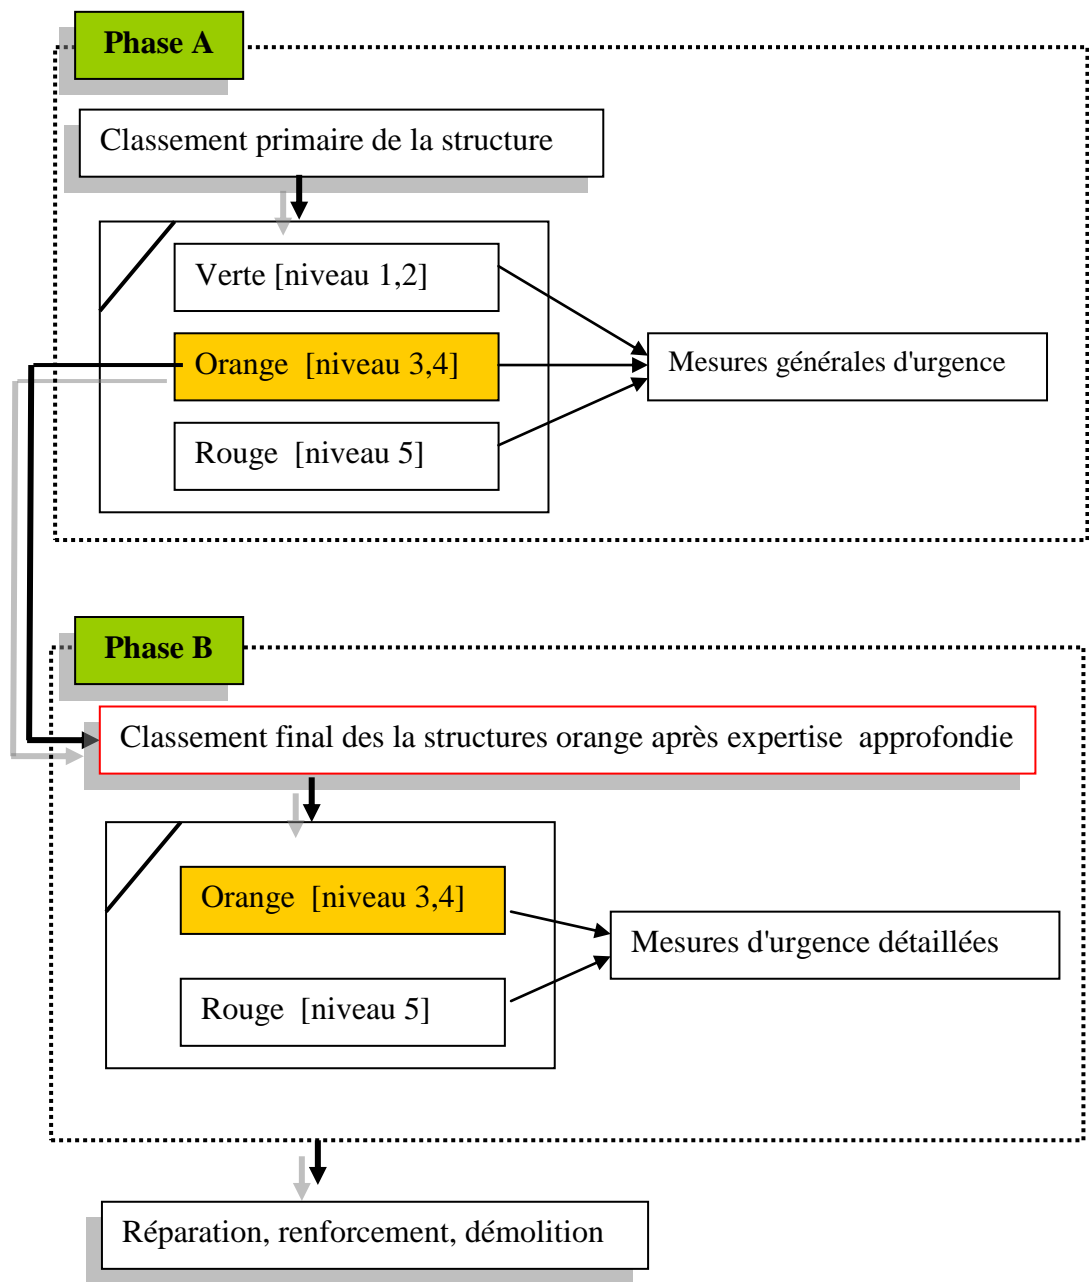 Phase A
Classement primaire de la structure
Verte [niveau 1,2]
Orange [niveau 3,4]
Mesures générales d'urgence
Rouge [niveau 5]
Phase B
Classement final des la structures orange après expertise approfondie
Orange [niveau 3,4]
Mesures d'urgence détaillées
Rouge [niveau 5]
Réparation, renforcement, démolition